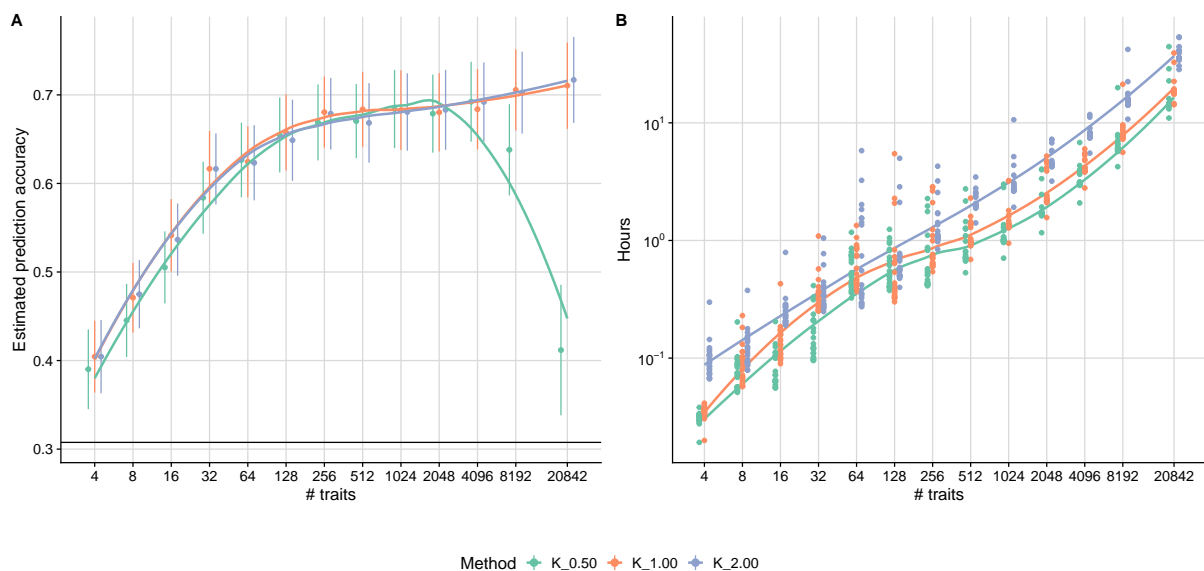 A
B
Estimated prediction accuracy
0.7
0.6
0.5
0.4
0.3
4 8 16 32 64 128 256 512 1024 2048 4096 8192 20842
# traits
Hours
10^1
10^0
10^−1
4 8 16 32 64 128 256 512 1024 2048 4096 8192 20842
# traits
Method K_0.50 K_1.00 K_2.00